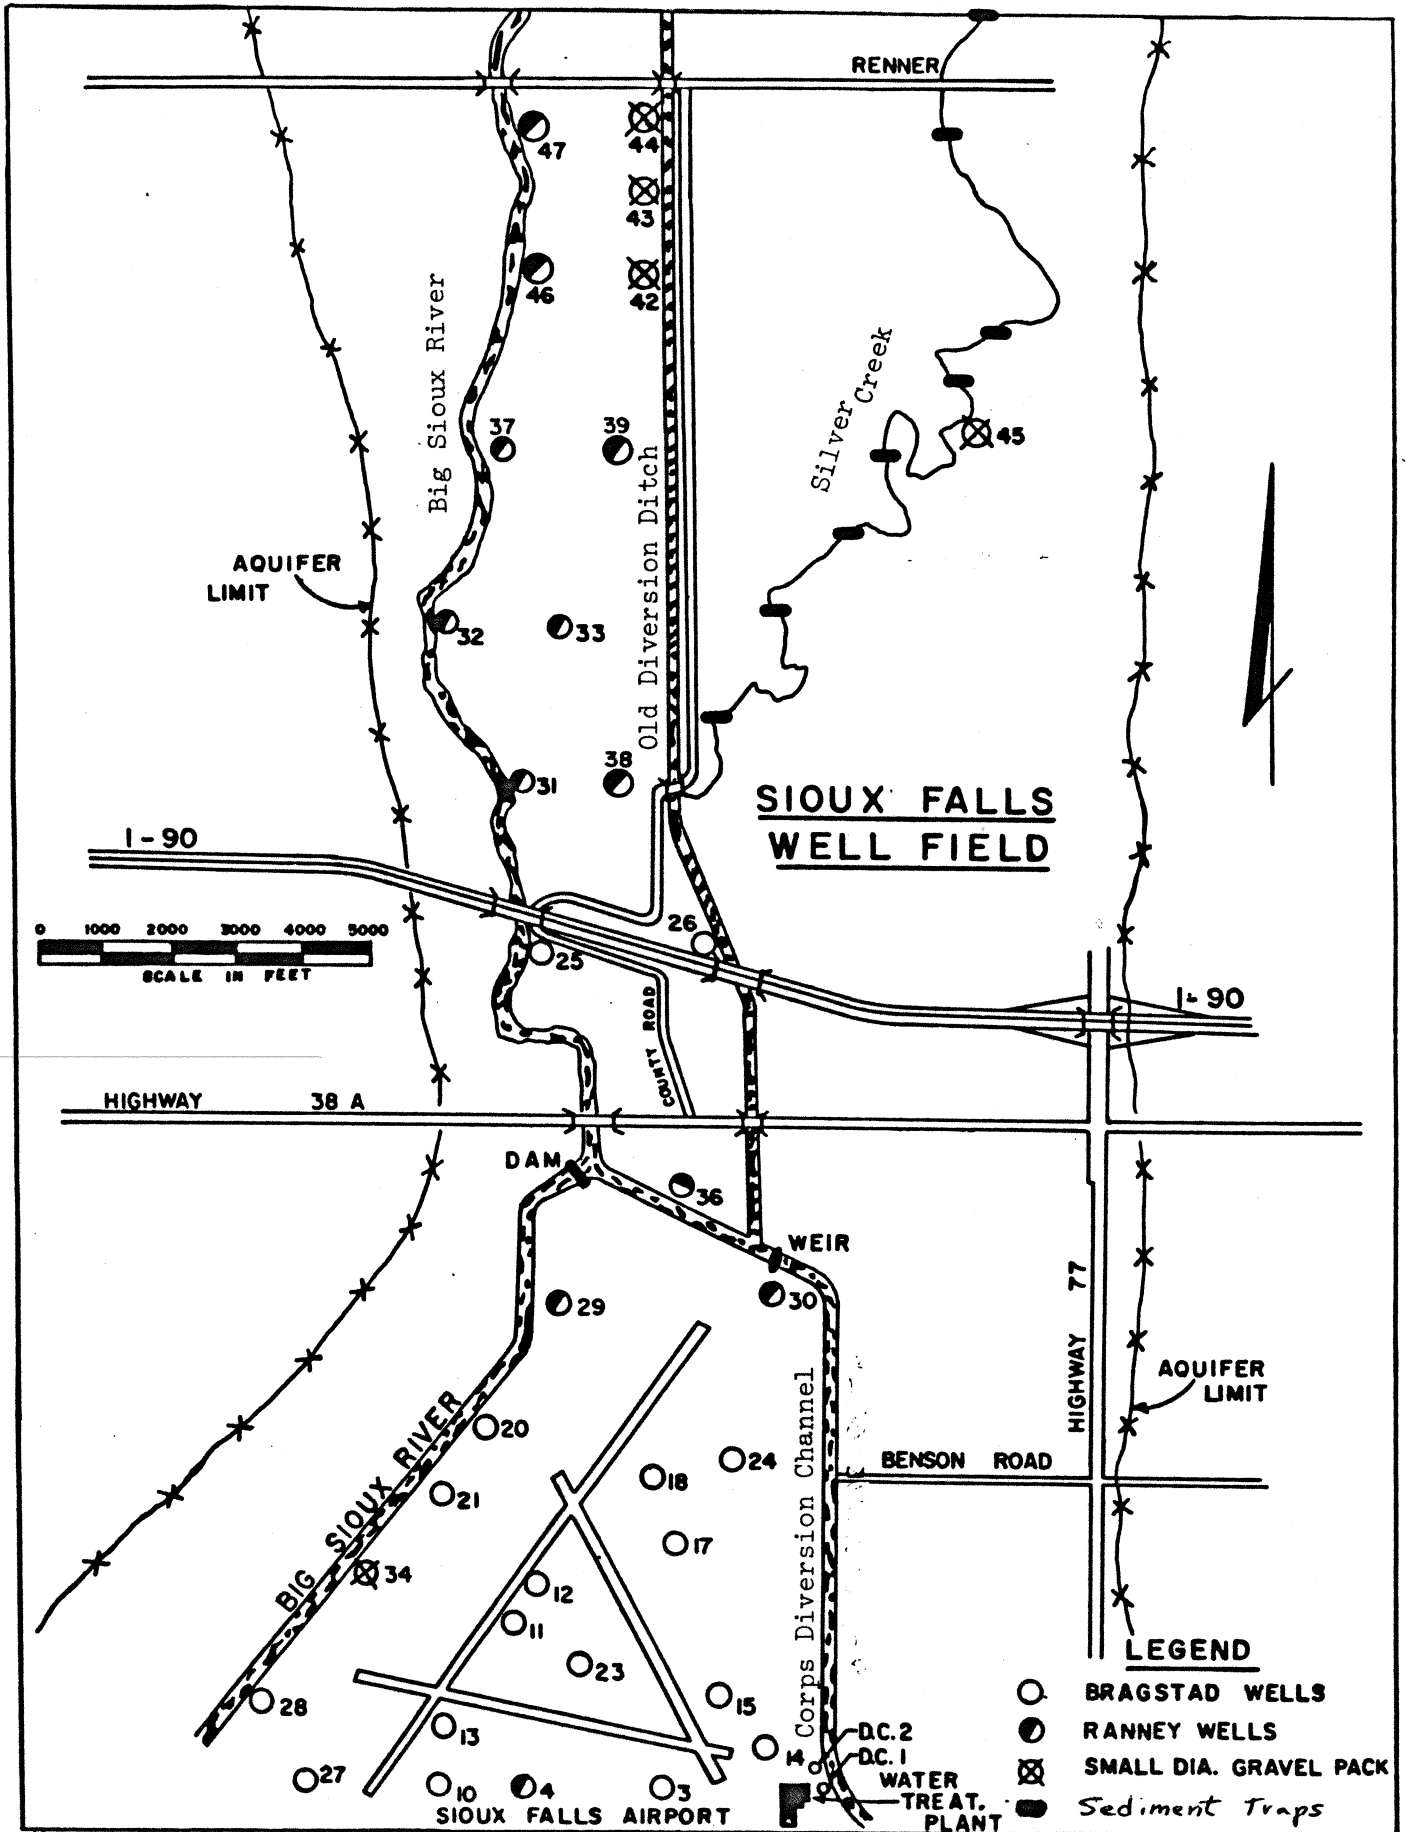 RENNER
47
44
43
46
42
Big Sioux River
Silver Creek
37
39
45
Old Diversion Ditch
AQUIFER
LIMIT
32
33
31
38
SIOUX FALLS
WELL FIELD
I-90
26
25
0 1000 2000 3000 4000 5000
SCALE IN FEET
COUNTY ROAD
I-90
HIGHWAY 38 A
DAM
36
WEIR
29
30
HIGHWAY 77
AQUIFER
LIMIT
BIG SIOUX RIVER
20
24
BENSON ROAD
18
21
Corps Diversion Channel
17
34
12
11
23
LEGEND
BRAGSTAD WELLS
RANNEY WELLS
SMALL DIA. GRAVEL PACK
Sediment Traps
28
15
13
14
D.C. 2
D.C. 1
27
10
4
3
WATER
TREAT.
PLANT
SIOUX FALLS AIRPORT